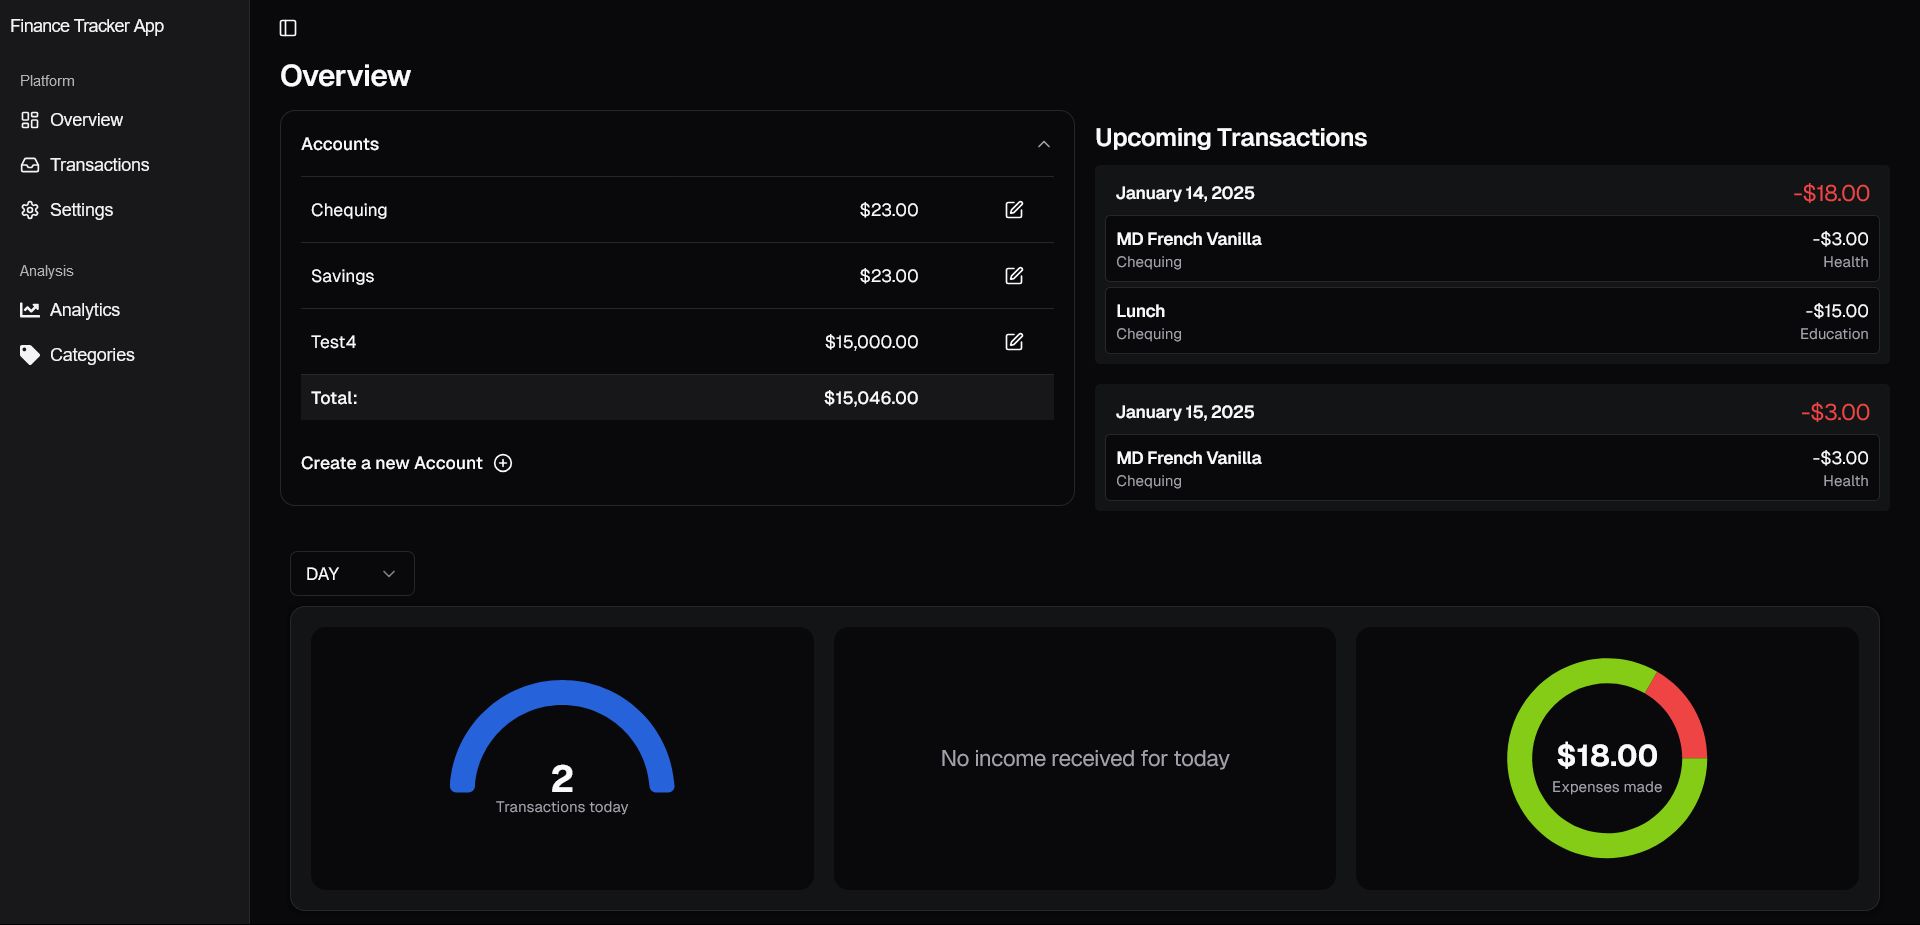 Finance Tracker App
Platform
Overview
Transactions
Settings
Analysis
Analytics
Categories
Overview
Accounts
Chequing $23.00
Savings $23.00
Test4 $15,000.00
Total: $15,046.00
Create a new Account
Upcoming Transactions
January 14, 2025 -$18.00
MD French Vanilla -$3.00
Chequing Health
Lunch -$15.00
Chequing Education
January 15, 2025 -$3.00
MD French Vanilla -$3.00
Chequing Health
DAY
2
Transactions today
No income received for today
$18.00
Expenses made